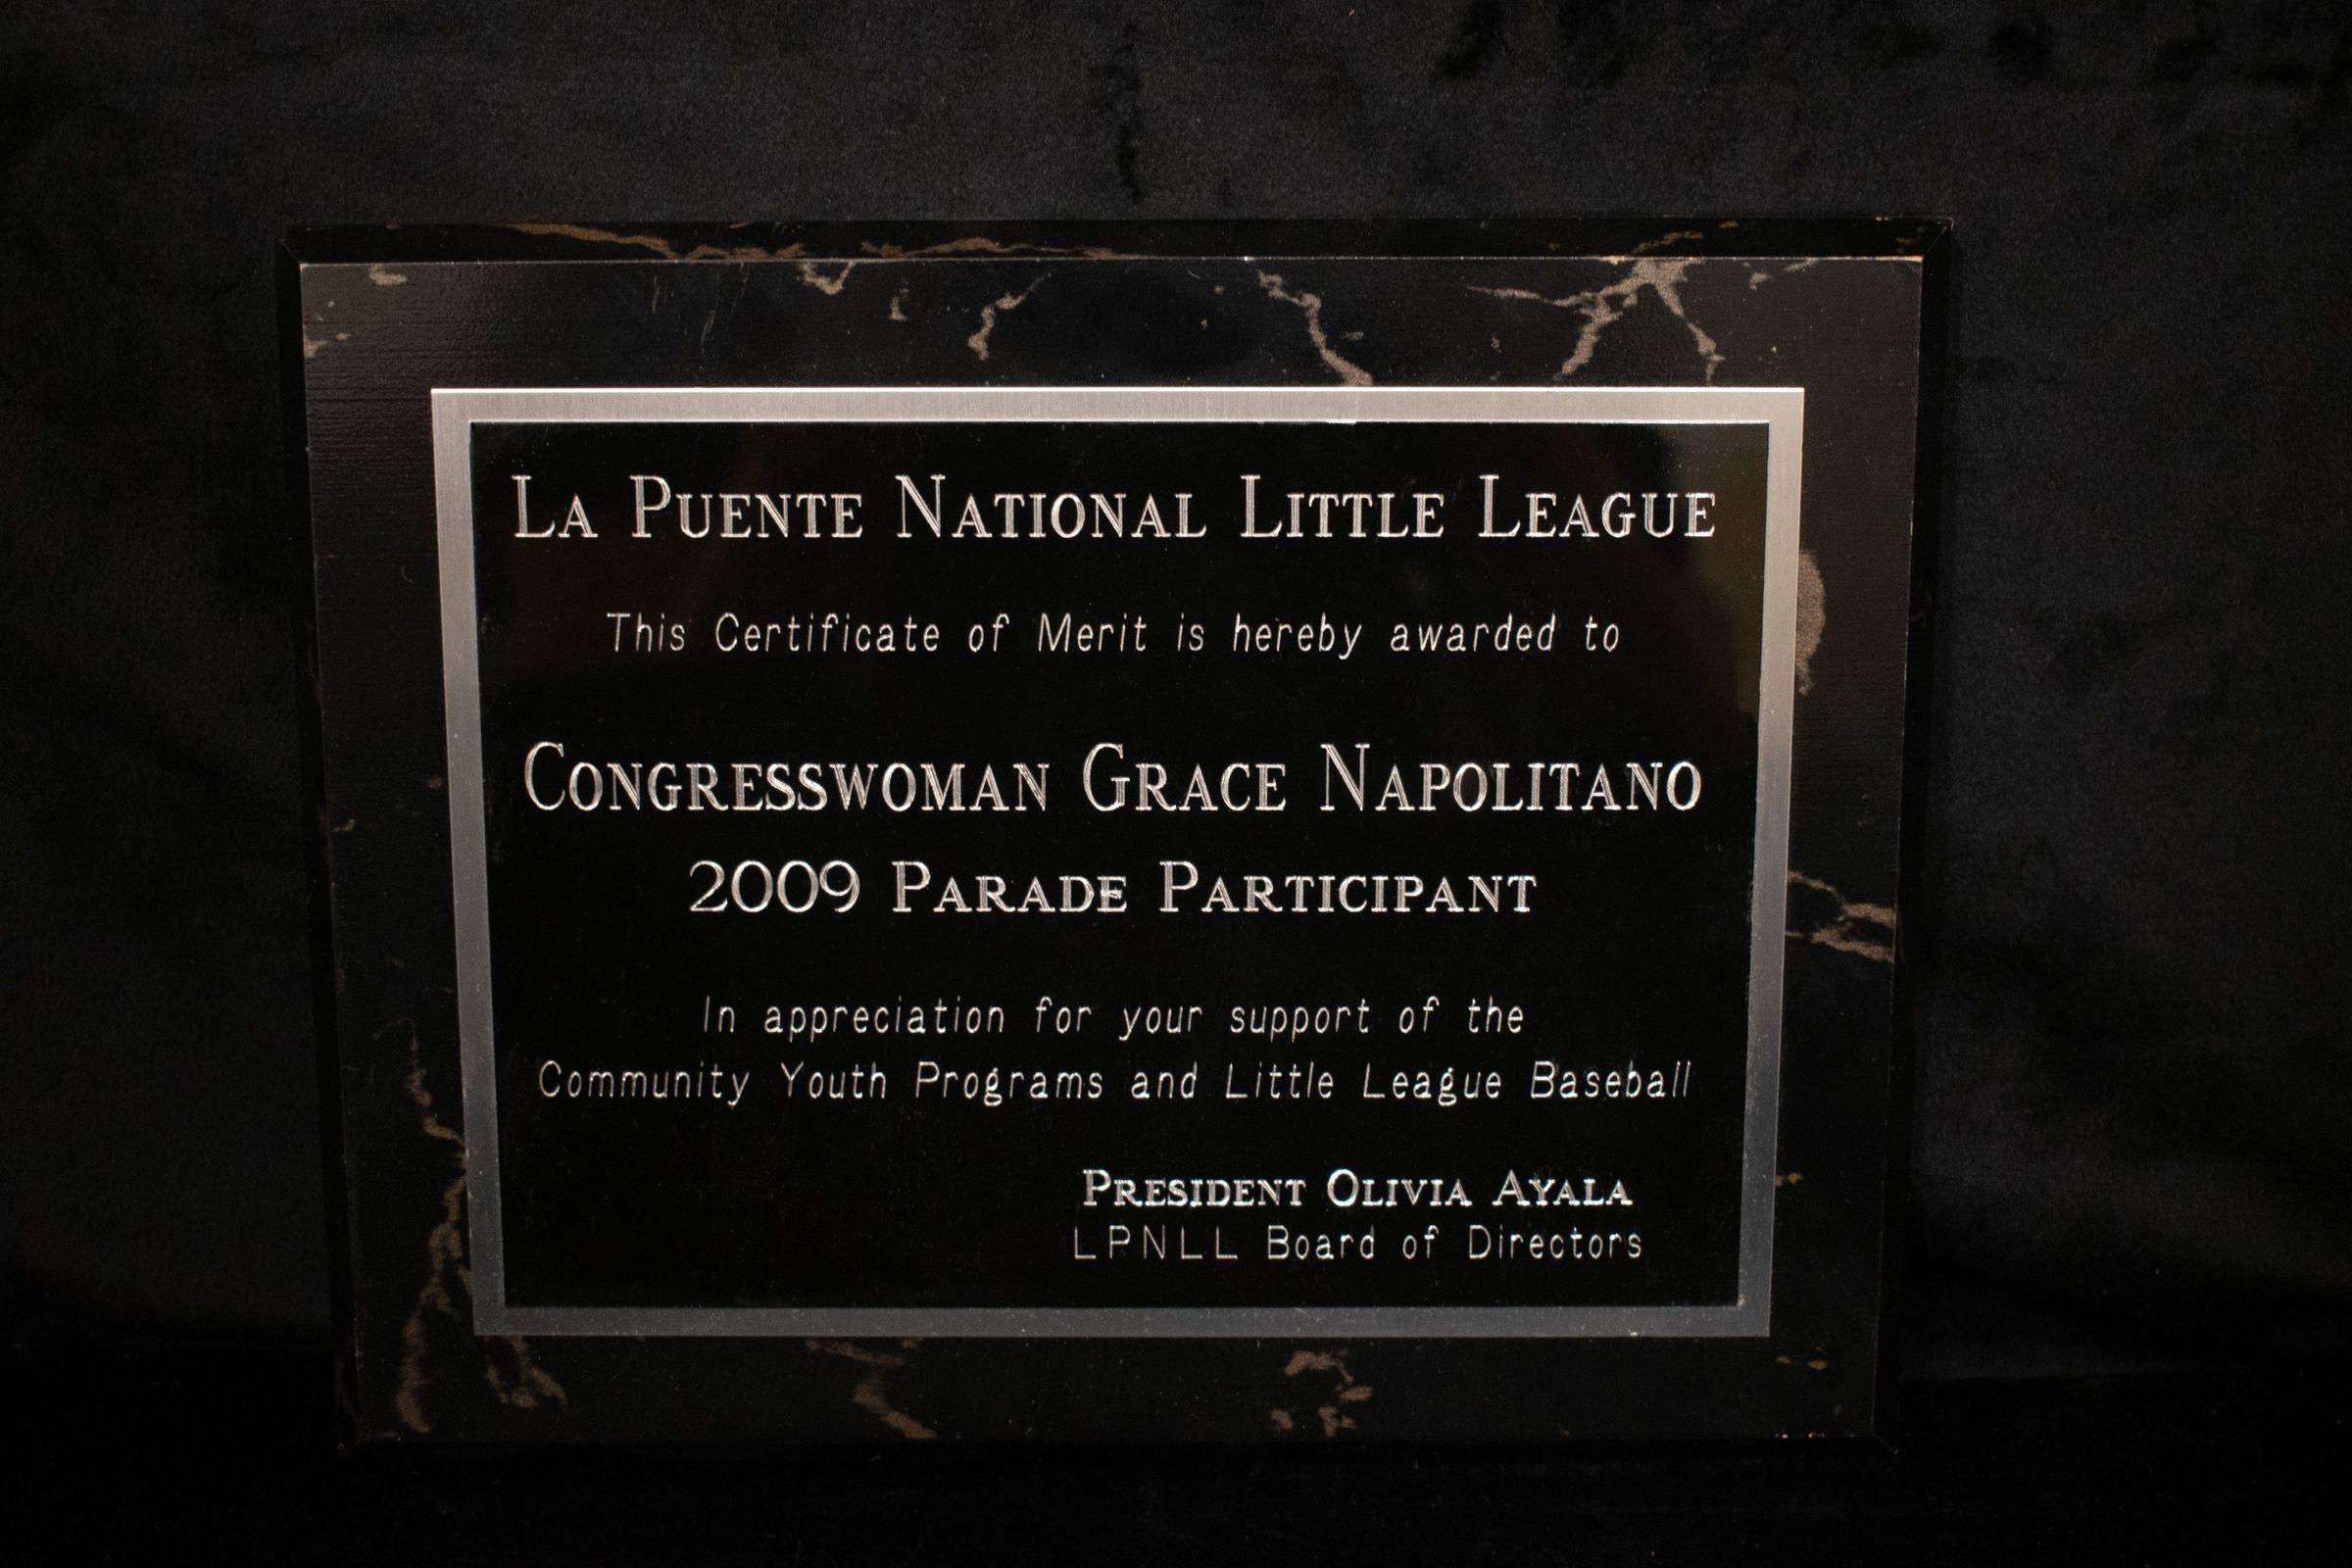 LA PUENTE NATIONAL LITTLE LEAGUE
This Certificate of Merit is hereby awarded to
CONGRESSWOMAN GRACE NAPOLITANO
2009 PARADE PARTICIPANT
In appreciation for your support of the
Community Youth Programs and Little League Baseball
PRESIDENT OLIVIA AYALA
LPNLL Board of Directors